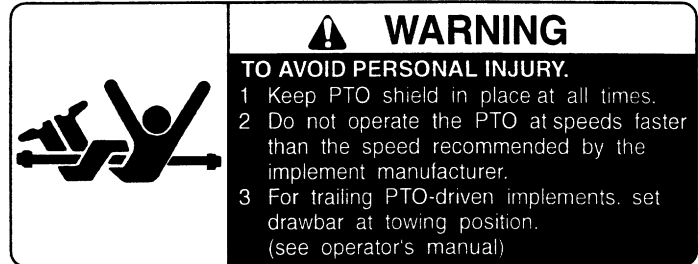 WARNING
TO AVOID PERSONAL INJURY.
1 Keep PTO shield in place at all times.
2 Do not operate the PTO at speeds faster
than the speed recommended by the
implement manufacturer.
3 For trailing PTO-driven implements. set
drawbar at towing position.
(see operator's manual)